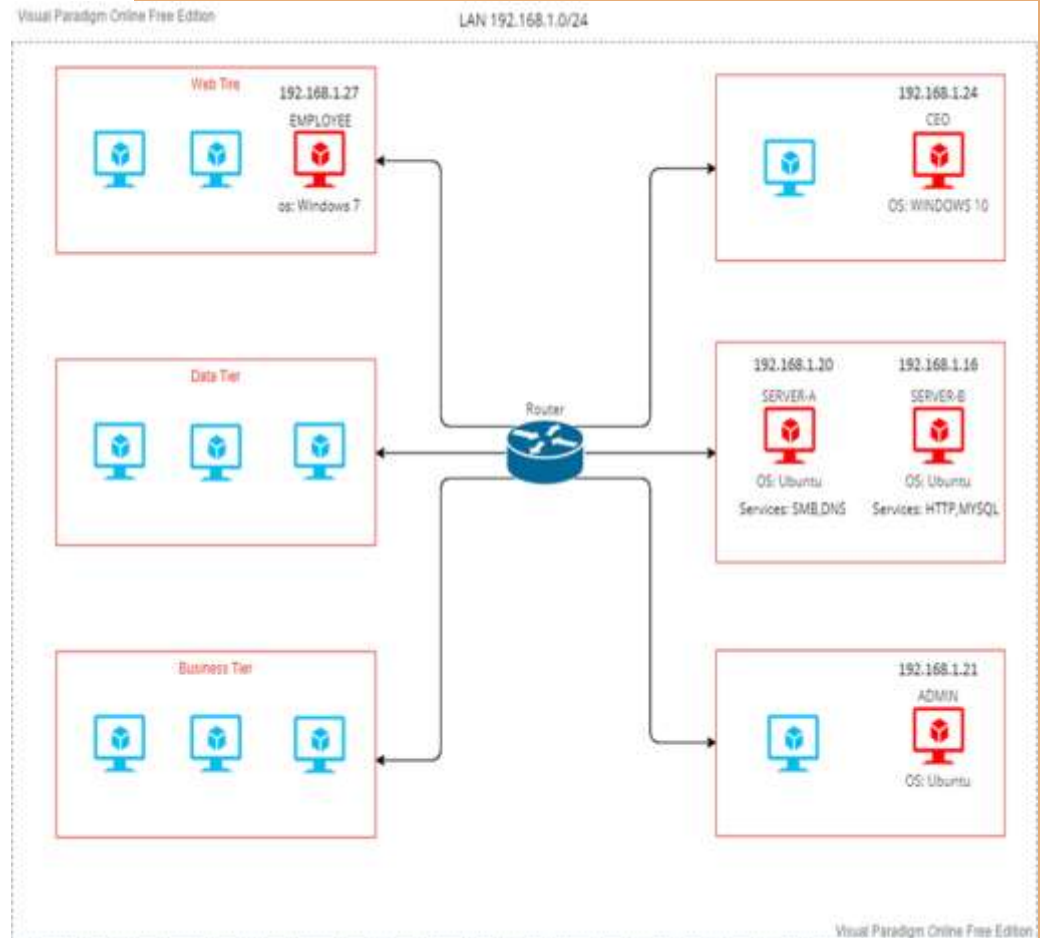 Visual Paradigm Online Free Edition
LAN 192.168.1.0/24
Web Tire
192.168.1.27
EMPLOYEE
os: Windows 7
192.168.1.24
CEO
OS: WINDOWS 10
Data Tier
Router
192.168.1.20
SERVER-A
OS: Ubuntu
Services: SMB,DNS
192.168.1.16
SERVER-B
OS: Ubuntu
Services: HTTP,MYSQL
Business Tier
192.168.1.21
ADMIN
OS: Ubuntu
Visual Paradigm Online Free Edition